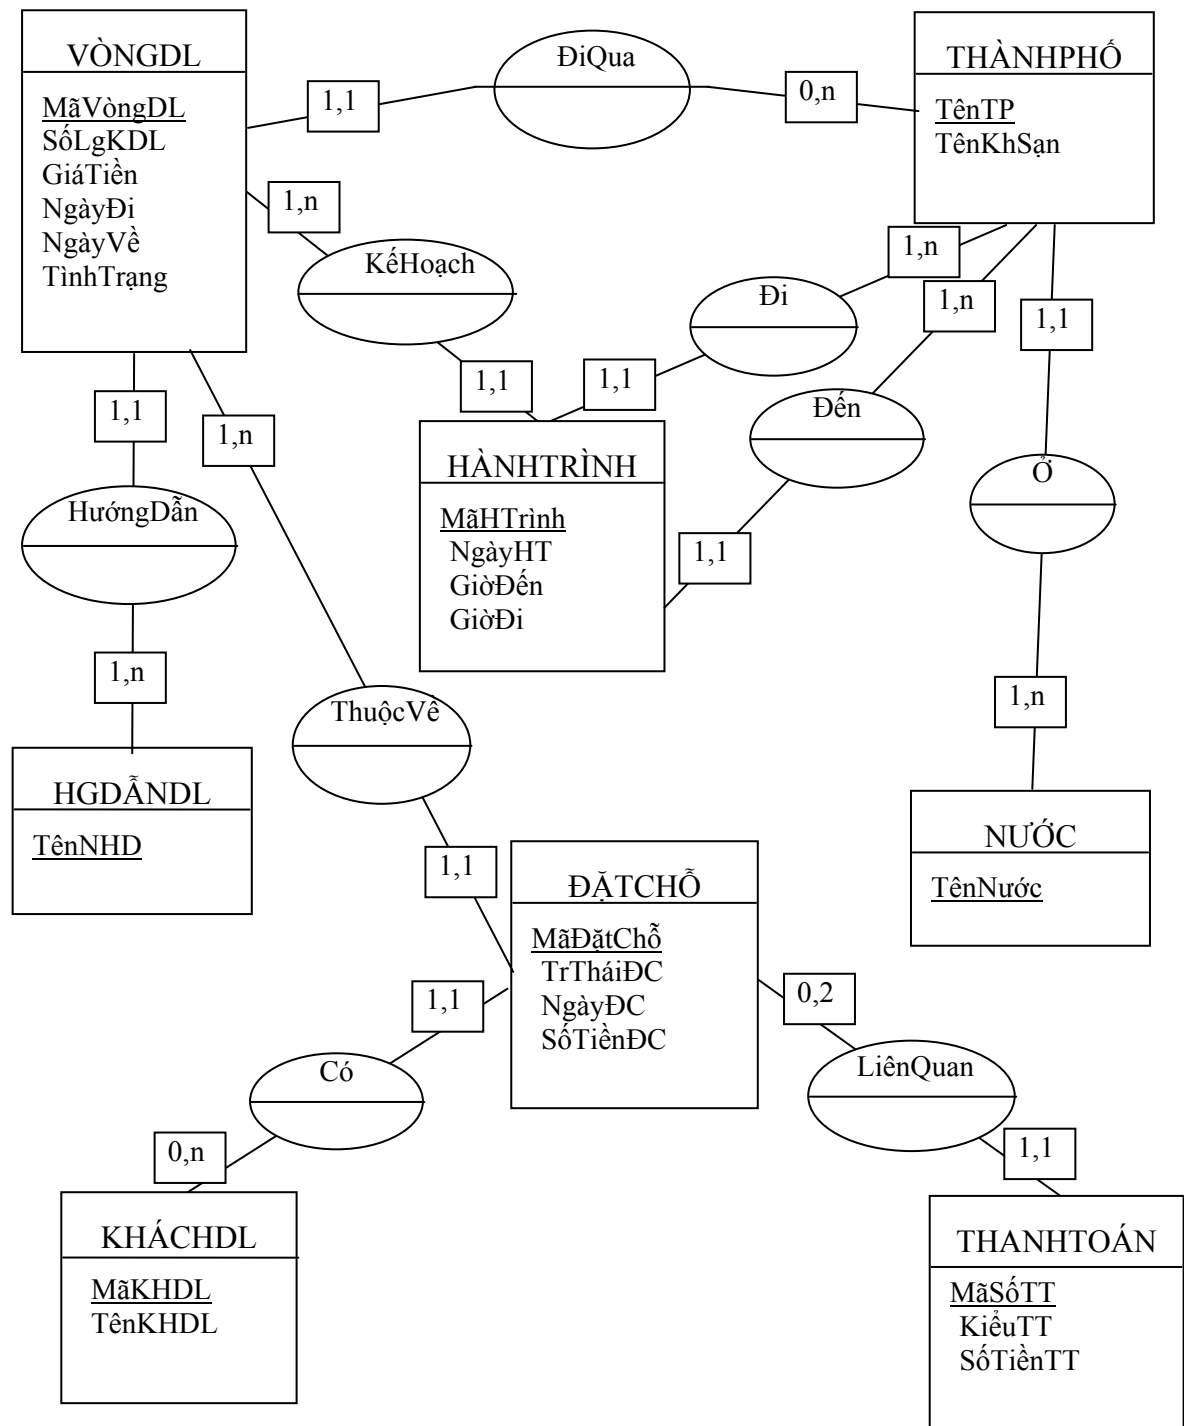 VÒNGDL
MãVòngDL
SốLgKDL
GiáTiền
NgàyĐi
NgàyVề
TìnhTrạng
1,1
ĐiQua
0,n
THÀNHPHỐ
TênTP
TênKhSạn
1,n
KếHoạch
1,1
1,n
Đi
1,1
1,n
Đến
1,1
1,1
Ở
1,n
HÀNHTRÌNH
MãHTrình
NgàyHT
GiờĐến
GiờĐi
1,1
HướngDẫn
1,n
HGDẪNDL
TênNHD
1,n
ThuộcVề
1,1
NƯỚC
TênNước
ĐẶTCHỖ
MãĐặtChỗ
TrTháiĐC
NgàyĐC
SốTiềnĐC
1,1
Có
0,n
0,2
LiênQuan
1,1
KHÁCHDL
MãKHDL
TênKHDL
THANHTOÁN
MãSốTT
KiểuTT
SốTiềnTT